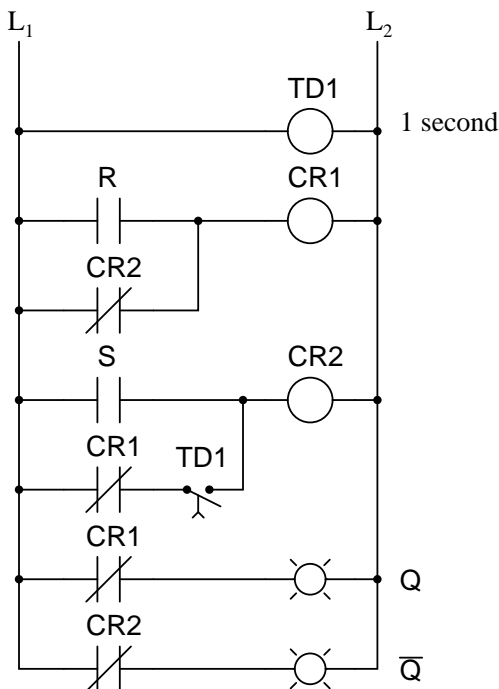 L1 L2
TD1
1 second
R CR1
CR2
S CR2
CR1 TD1
CR1
Q
CR2
Q̅